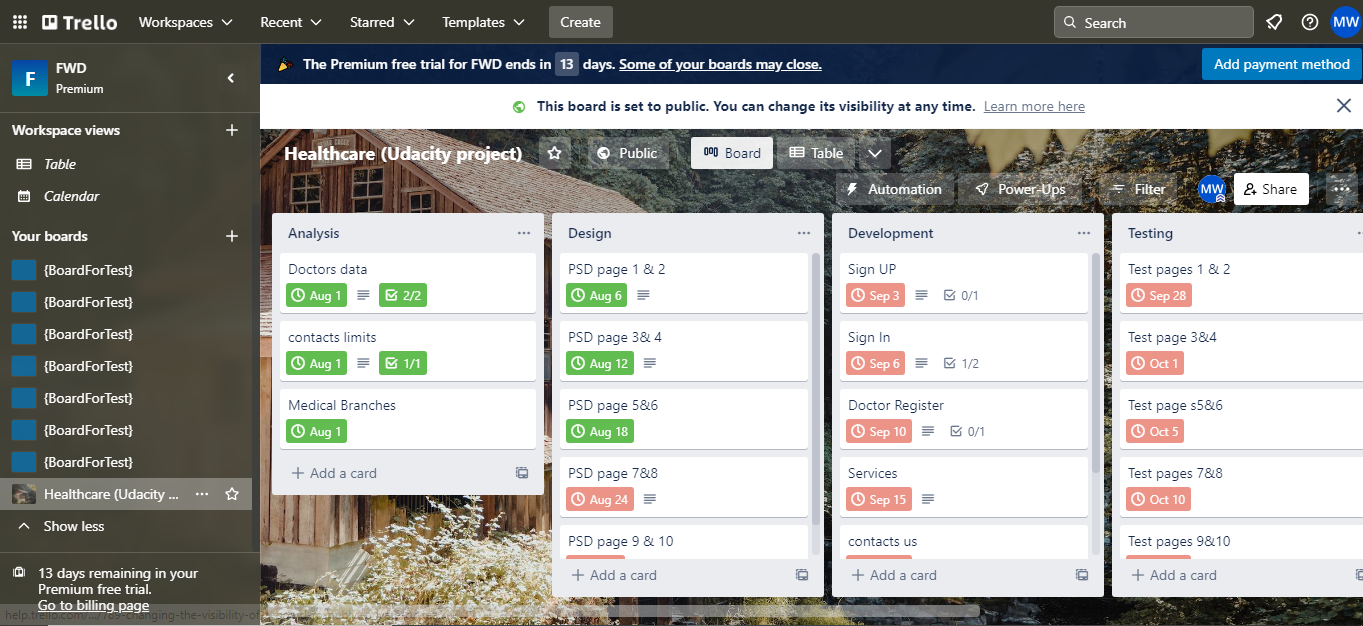 Trello
Workspaces
Recent
Starred
Templates
Create
Search
MW
F
FWD
Premium
The Premium free trial for FWD ends in 13 days. Some of your boards may close.
Add payment method
This board is set to public. You can change its visibility at any time. Learn more here
Workspace views
Table
Calendar
Your boards
{BoardForTest}
{BoardForTest}
{BoardForTest}
{BoardForTest}
{BoardForTest}
{BoardForTest}
{BoardForTest}
Healthcare (Udacity ...
Show less
13 days remaining in your
Premium free trial.
Go to billing page
Healthcare (Udacity project)
Public
Board
Table
Automation
Power-Ups
Filter
MW
Share
Analysis
Doctors data
Aug 1 2/2
contacts limits
Aug 1 1/1
Medical Branches
Aug 1
+ Add a card
Design
PSD page 1 & 2
Aug 6
PSD page 3& 4
Aug 12
PSD page 5&6
Aug 18
PSD page 7&8
Aug 24
PSD page 9 & 10
+ Add a card
Development
Sign UP
Sep 3 0/1
Sign In
Sep 6 1/2
Doctor Register
Sep 10 0/1
Services
Sep 15
contacts us
+ Add a card
Testing
Test pages 1 & 2
Sep 28
Test page 3&4
Oct 1
Test page s5&6
Oct 5
Test pages 7&8
Oct 10
Test pages 9&10
+ Add a card